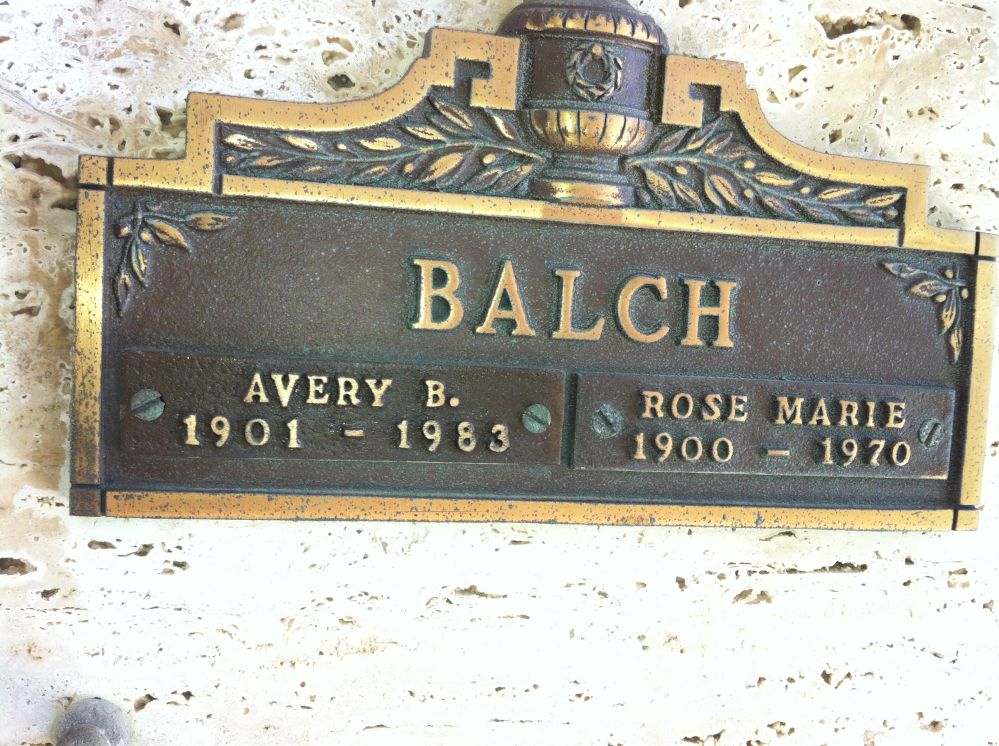 BALCH
AVERY B.
1901 - 1983
ROSE MARIE
1900 - 1970